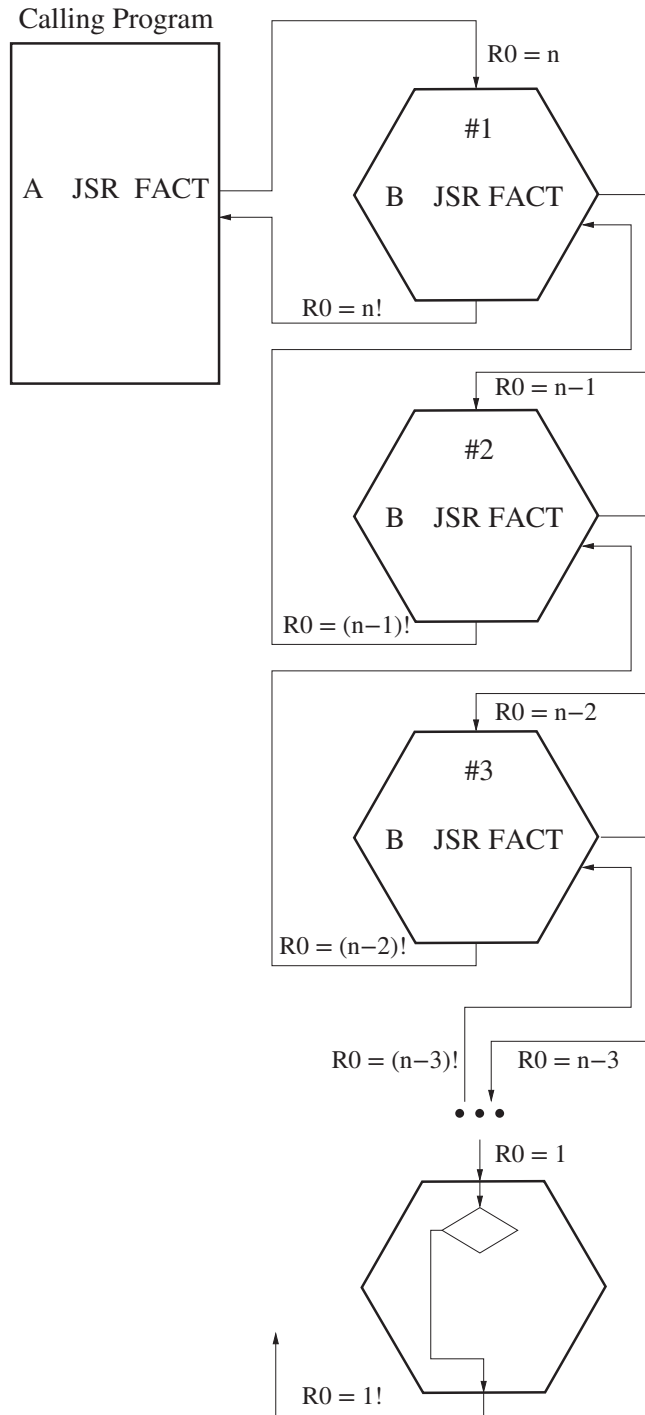 Calling Program
R0 = n
#1
A JSR FACT
B JSR FACT
R0 = n!
R0 = n−1
#2
B JSR FACT
R0 = (n−1)!
R0 = n−2
#3
B JSR FACT
R0 = (n−2)!
R0 = (n−3)!
R0 = n−3
R0 = 1
R0 = 1!